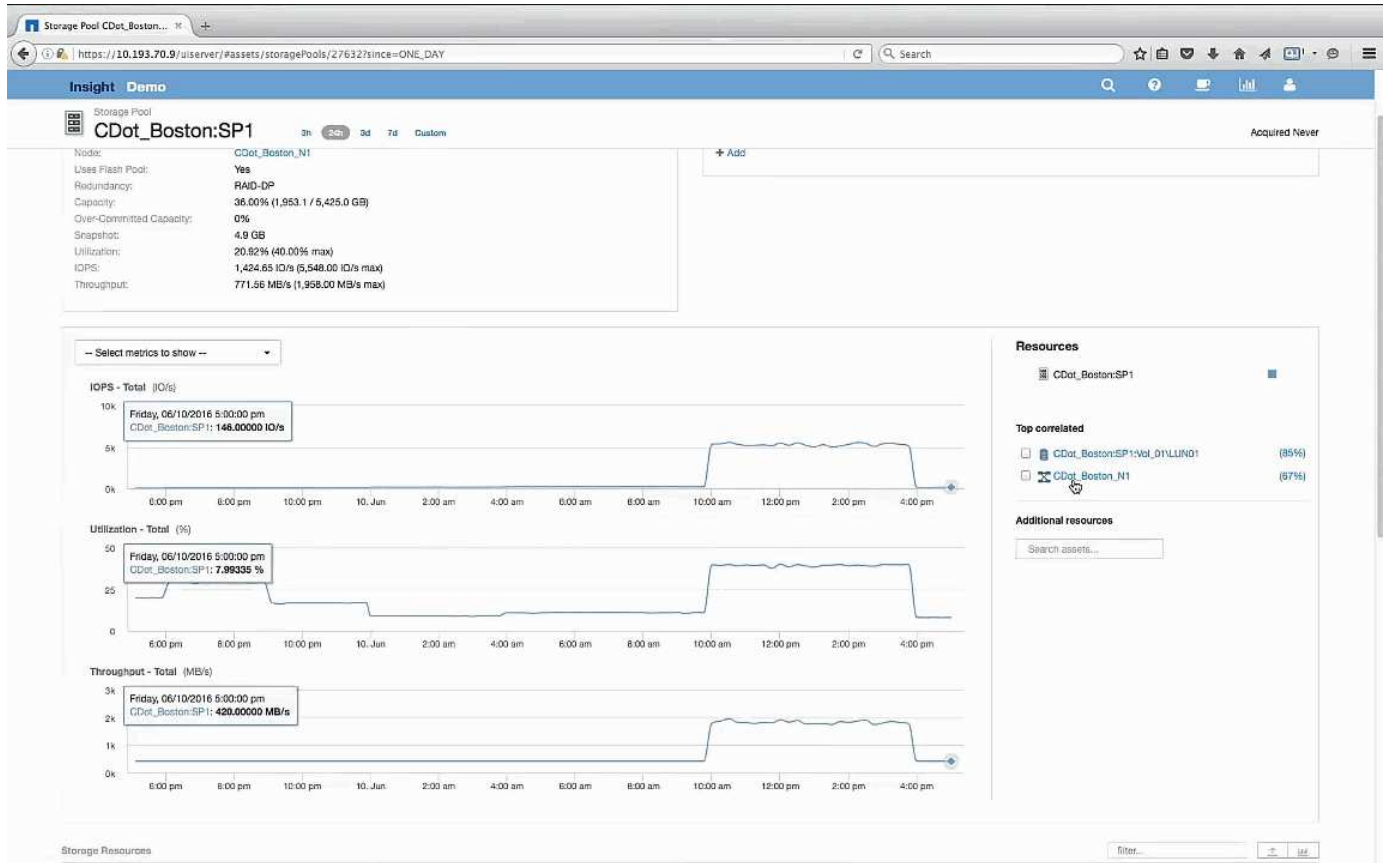 Storage Pool CDot_Boston... × +
https://10.193.70.9/uiserver/#assets/storagePools/27632?since=ONE_DAY
Search
Insight Demo
Storage Pool
CDot_Boston:SP1 3h 24h 3d 7d Custom
Acquired Never
Node: CDot_Boston_N1
+ Add
Uses Flash Pool: Yes
Redundancy: RAID-DP
Capacity: 36.00% (1,953.1 / 5,425.0 GB)
Over-Committed Capacity: 0%
Snapshot: 4.9 GB
Utilization: 20.92% (40.00% max)
IOPS: 1,424.65 IO/s (5,548.00 IO/s max)
Throughput: 771.56 MB/s (1,958.00 MB/s max)
-- Select metrics to show --
IOPS - Total (IO/s)
10k
5k
0k
Friday, 06/10/2016 5:00:00 pm
CDot_Boston:SP1: 146.00000 IO/s
6:00 pm 8:00 pm 10:00 pm 10. Jun 2:00 am 4:00 am 6:00 am 8:00 am 10:00 am 12:00 pm 2:00 pm 4:00 pm
Utilization - Total (%)
50
25
0
Friday, 06/10/2016 5:00:00 pm
CDot_Boston:SP1: 7.99335 %
6:00 pm 8:00 pm 10:00 pm 10. Jun 2:00 am 4:00 am 6:00 am 8:00 am 10:00 am 12:00 pm 2:00 pm 4:00 pm
Throughput - Total (MB/s)
3k
2k
1k
0k
Friday, 06/10/2016 5:00:00 pm
CDot_Boston:SP1: 420.00000 MB/s
6:00 pm 8:00 pm 10:00 pm 10. Jun 2:00 am 4:00 am 6:00 am 8:00 am 10:00 am 12:00 pm 2:00 pm 4:00 pm
Resources
CDot_Boston:SP1
Top correlated
CDot_Boston:SP1:Vol_01\LUN01 (85%)
CDot_Boston_N1 (67%)
Additional resources
Search assets...
Storage Resources
filter...